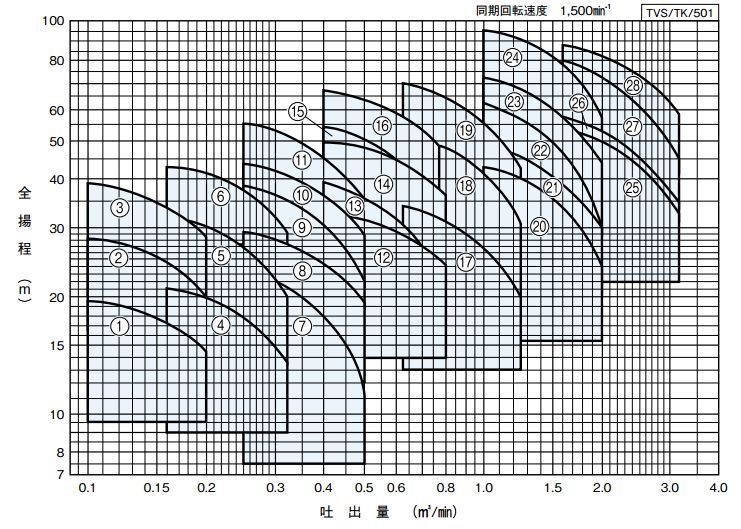 同期回転速度 1,500min⁻¹
TVS/TK/501
100
80
60
50
40
30
20
15
10
8
7
全揚程（m）
① ② ③ ④ ⑤ ⑥ ⑦ ⑧ ⑨ ⑩ ⑪ ⑫ ⑬ ⑭ ⑮ ⑯ ⑰ ⑱ ⑲ ⑳ ㉑ ㉒ ㉓ ㉔ ㉕ ㉖ ㉗ ㉘
0.1 0.15 0.2 0.3 0.4 0.5 0.6 0.8 1.0 1.5 2.0 3.0 4.0
吐出量 （m³/min）